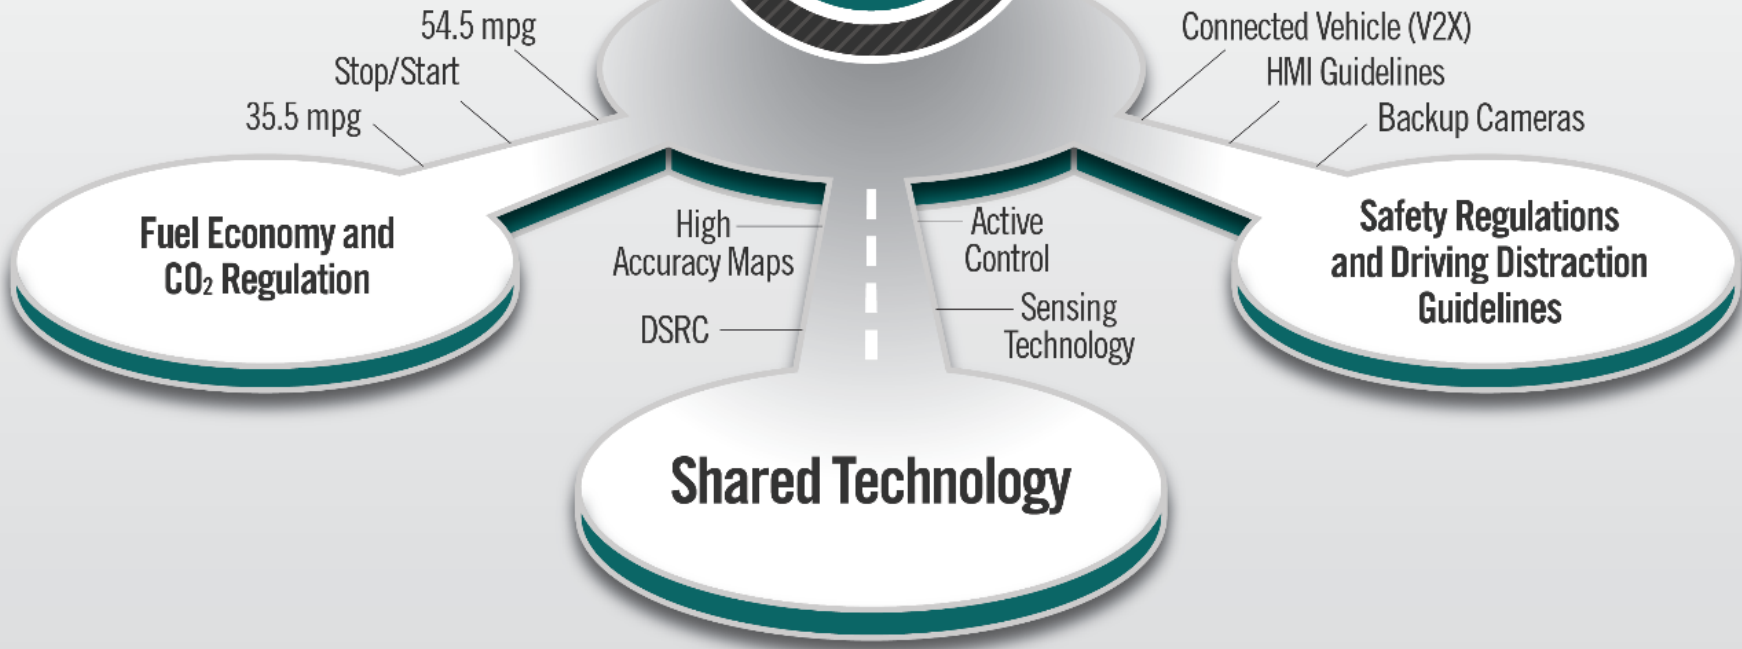 54.5 mpg
Stop/Start
35.5 mpg
Connected Vehicle (V2X)
HMI Guidelines
Backup Cameras
Fuel Economy and
CO₂ Regulation
High
Accuracy Maps
DSRC
Active
Control
Sensing
Technology
Safety Regulations
and Driving Distraction
Guidelines
Shared Technology